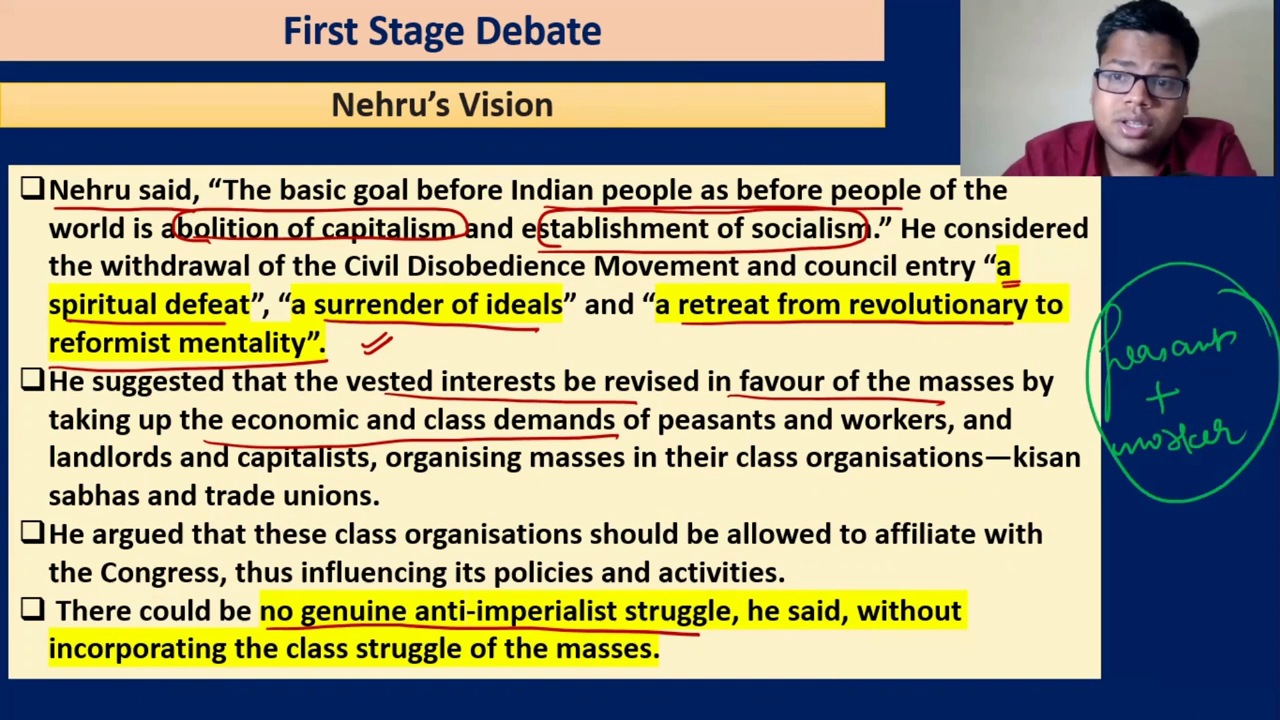 First Stage Debate
Nehru’s Vision
❑Nehru said, “The basic goal before Indian people as before people of the
world is abolition of capitalism and establishment of socialism.” He considered
the withdrawal of the Civil Disobedience Movement and council entry “a
spiritual defeat”, “a surrender of ideals” and “a retreat from revolutionary to
reformist mentality”.
❑He suggested that the vested interests be revised in favour of the masses by
taking up the economic and class demands of peasants and workers, and
landlords and capitalists, organising masses in their class organisations—kisan
sabhas and trade unions.
❑He argued that these class organisations should be allowed to affiliate with
the Congress, thus influencing its policies and activities.
❑ There could be no genuine anti-imperialist struggle, he said, without
incorporating the class struggle of the masses.
peasants
+
worker